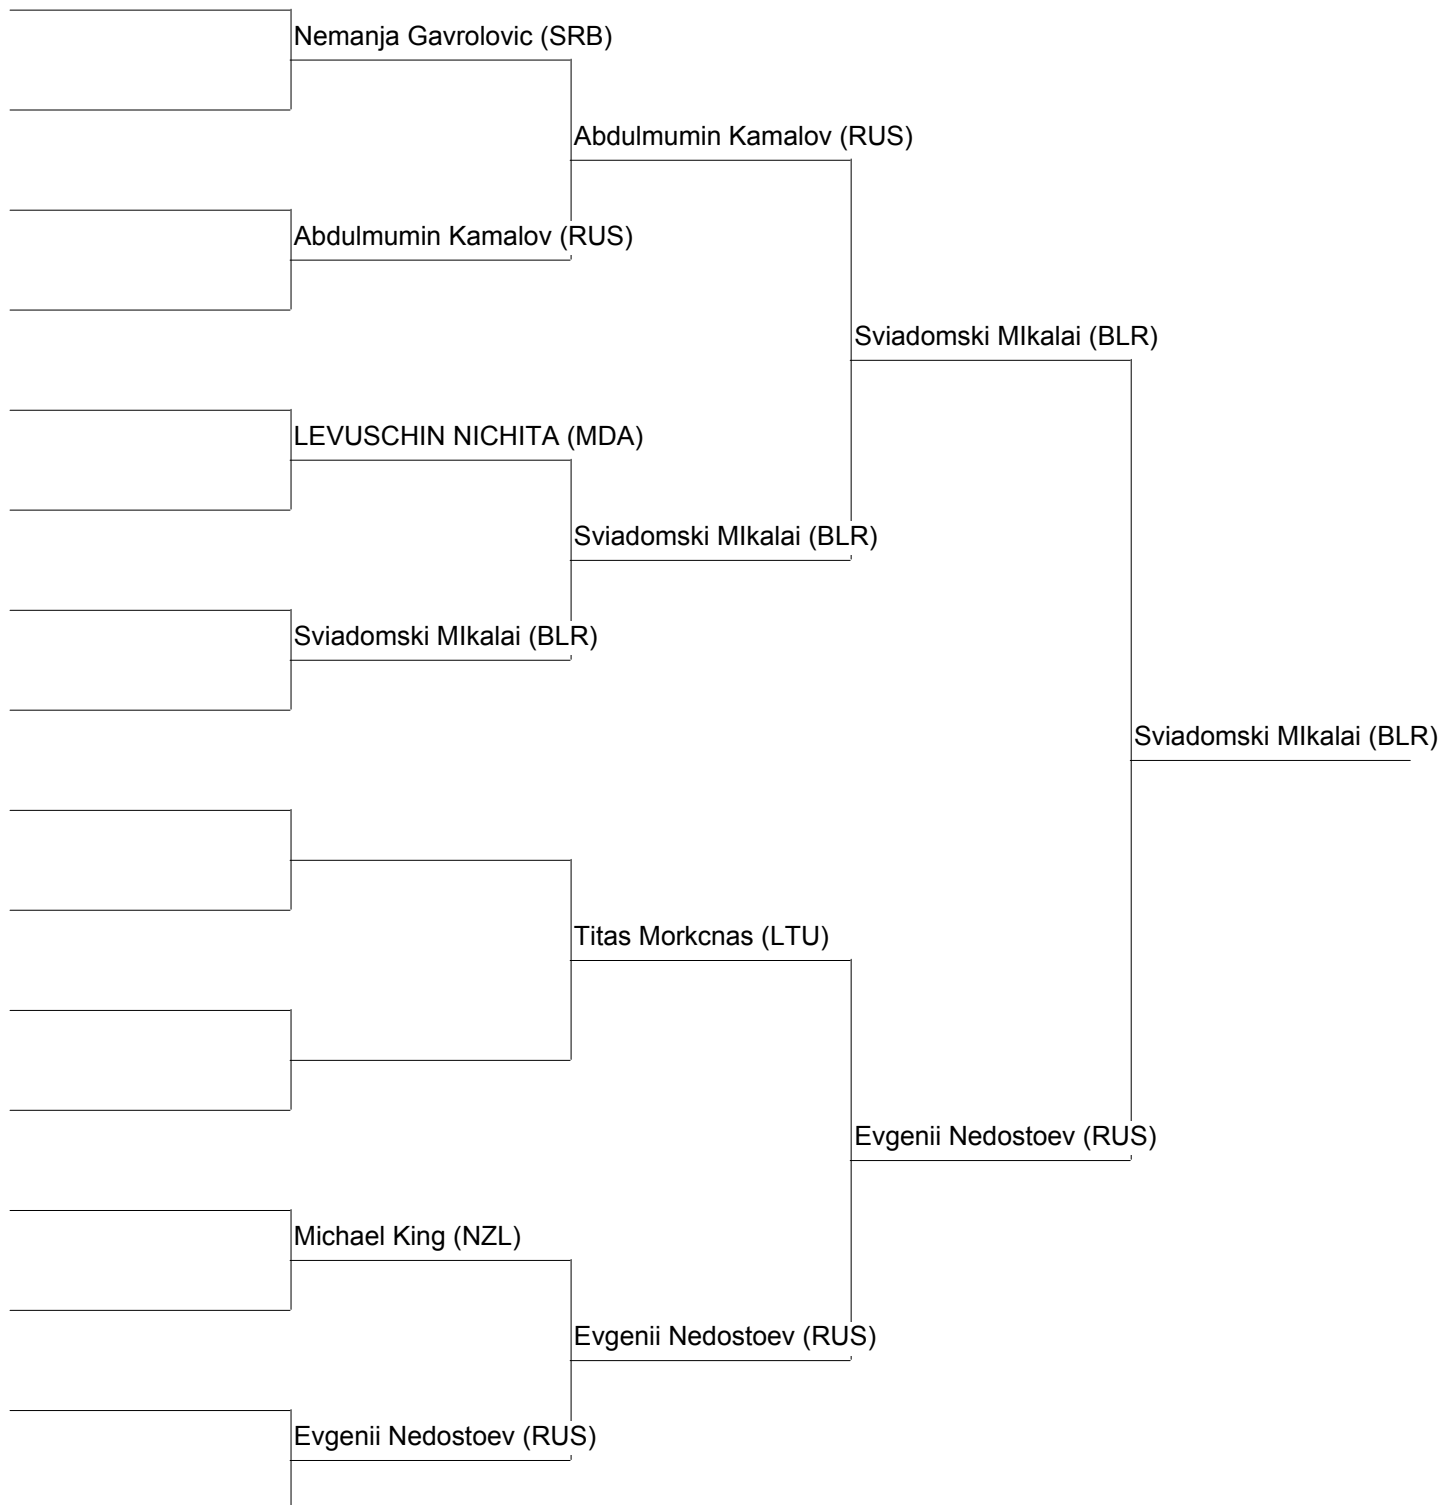 Nemanja Gavrolovic (SRB)
Abdulmumin Kamalov (RUS)
Abdulmumin Kamalov (RUS)
Sviadomski MIkalai (BLR)
LEVUSCHIN NICHITA (MDA)
Sviadomski MIkalai (BLR)
Sviadomski MIkalai (BLR)
Sviadomski MIkalai (BLR)
Titas Morkcnas (LTU)
Evgenii Nedostoev (RUS)
Michael King (NZL)
Evgenii Nedostoev (RUS)
Evgenii Nedostoev (RUS)